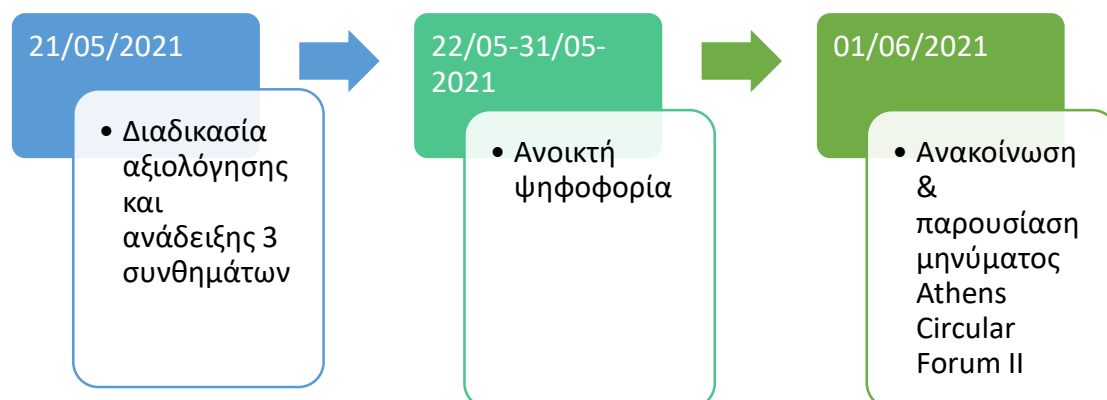 21/05/2021
• Διαδικασία
αξιολόγησης
και
ανάδειξης 3
συνθημάτων
22/05-31/05-
2021
• Ανοικτή
ψηφοφορία
01/06/2021
• Ανακοίνωση
&
παρουσίαση
μηνύματος
Athens
Circular
Forum II